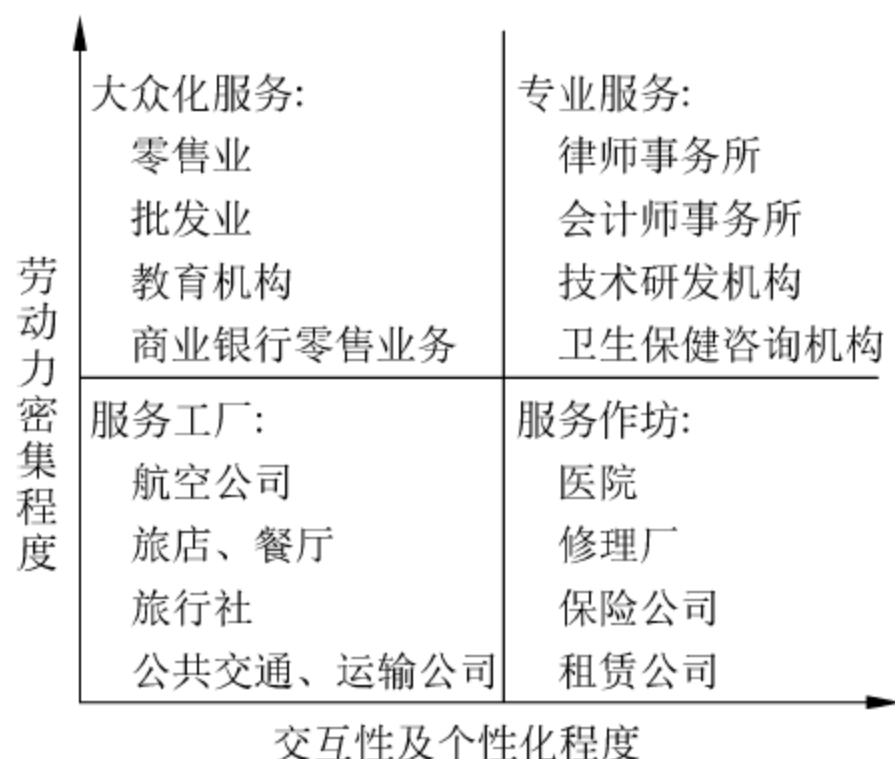 劳动力密集程度
大众化服务:
零售业
批发业
教育机构
商业银行零售业务
专业服务:
律师事务所
会计师事务所
技术研发机构
卫生保健咨询机构
服务工厂:
航空公司
旅店、餐厅
旅行社
公共交通、运输公司
服务作坊:
医院
修理厂
保险公司
租赁公司
交互性及个性化程度